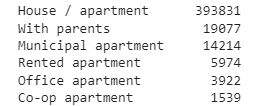 House / apartment 393831
With parents 19077
Municipal apartment 14214
Rented apartment 5974
Office apartment 3922
Co-op apartment 1539